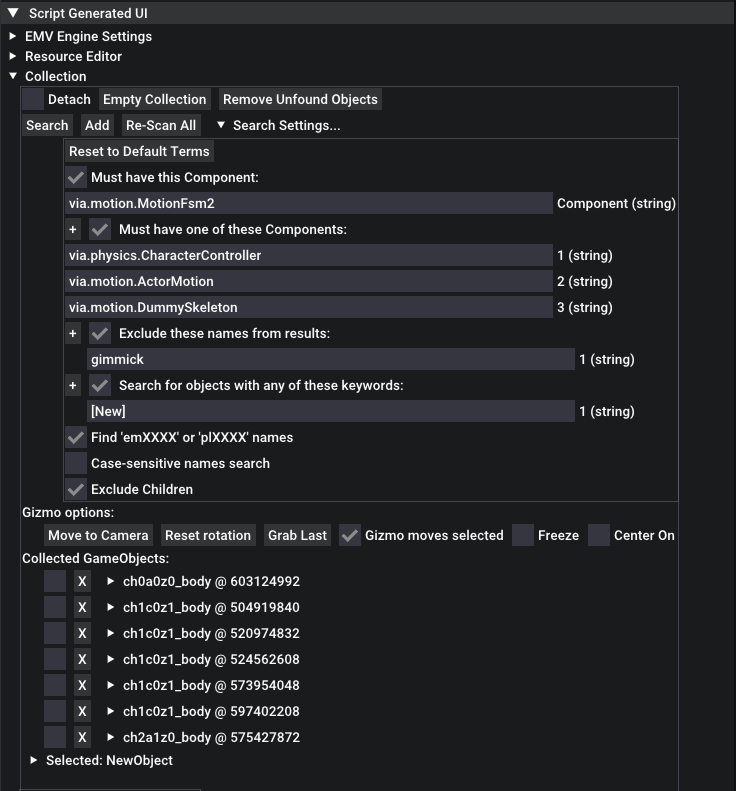 Script Generated UI
EMV Engine Settings
Resource Editor
Collection
Detach Empty Collection Remove Unfound Objects
Search Add Re-Scan All Search Settings...
Reset to Default Terms
Must have this Component:
via.motion.MotionFsm2 Component (string)
+ Must have one of these Components:
via.physics.CharacterController 1 (string)
via.motion.ActorMotion 2 (string)
via.motion.DummySkeleton 3 (string)
+ Exclude these names from results:
gimmick 1 (string)
+ Search for objects with any of these keywords:
[New] 1 (string)
Find 'emXXXX' or 'plXXXX' names
Case-sensitive names search
Exclude Children
Gizmo options:
Move to Camera Reset rotation Grab Last Gizmo moves selected Freeze Center On
Collected GameObjects:
X ch0a0z0_body @ 603124992
X ch1c0z1_body @ 504919840
X ch1c0z1_body @ 520974832
X ch1c0z1_body @ 524562608
X ch1c0z1_body @ 573954048
X ch1c0z1_body @ 597402208
X ch2a1z0_body @ 575427872
Selected: NewObject